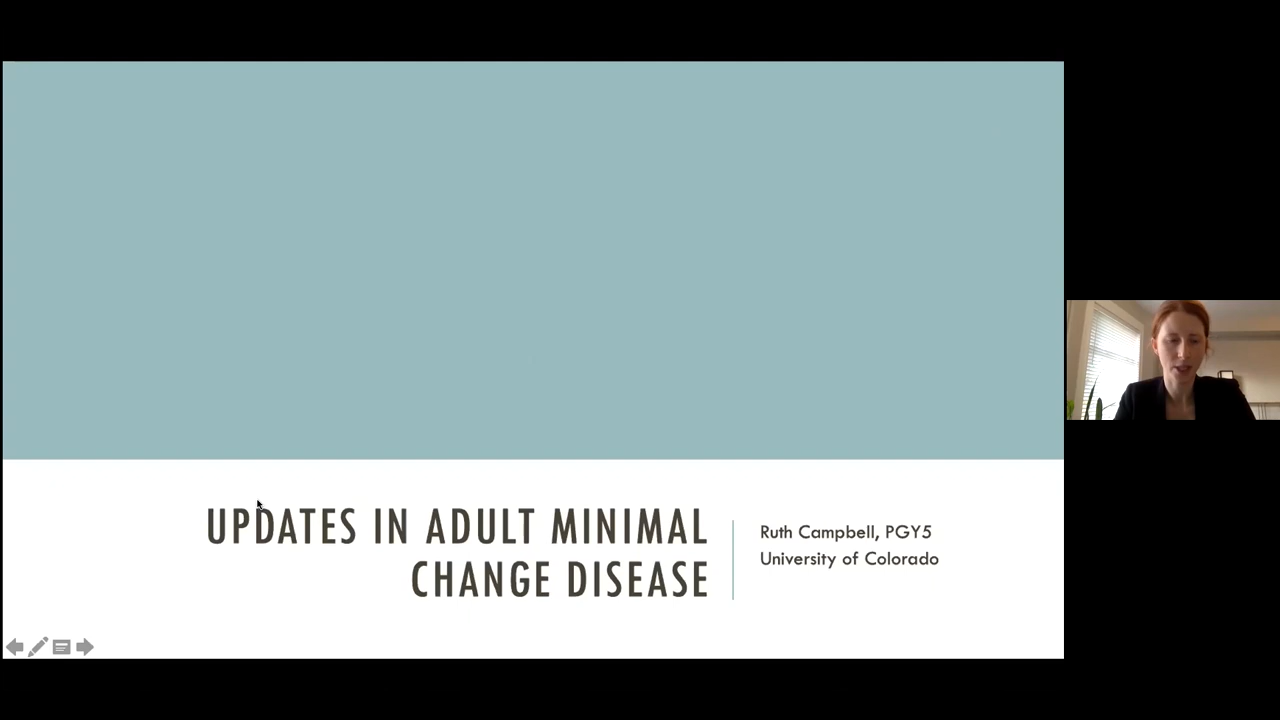 UPDATES IN ADULT MINIMAL
CHANGE DISEASE
Ruth Campbell, PGY5
University of Colorado